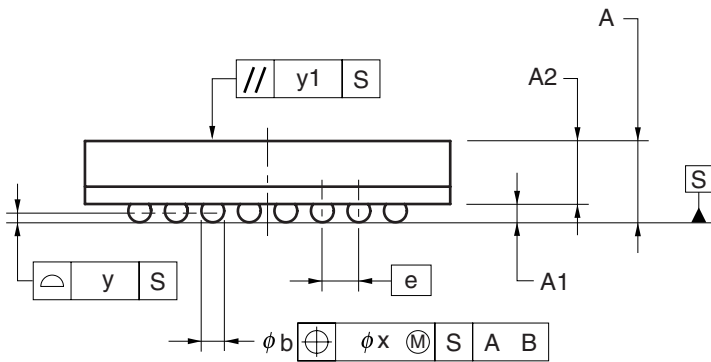 A
// y1 S
A2
S
⌓ y S
e
A1
ϕb ⌖ ϕx Ⓜ S A B